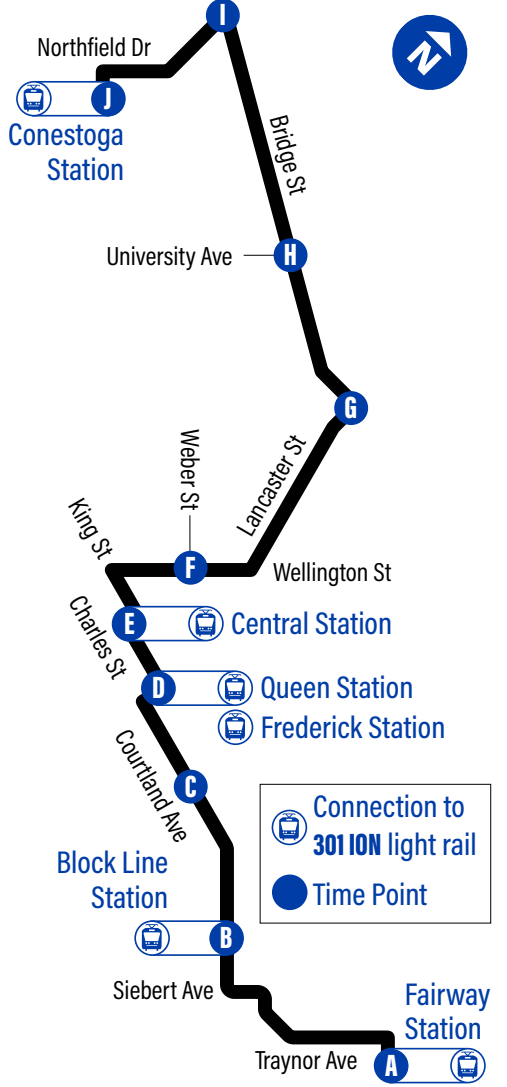 I
N
Northfield Dr
J
Conestoga
Station
Bridge St
University Ave
H
G
Weber St
Lancaster St
King St
F
Wellington St
Charles St
E
Central Station
D
Queen Station
Frederick Station
Courtland Ave
C
Connection to
301 ION light rail
Time Point
Block Line
Station
B
Siebert Ave
Fairway
Station
Traynor Ave
A